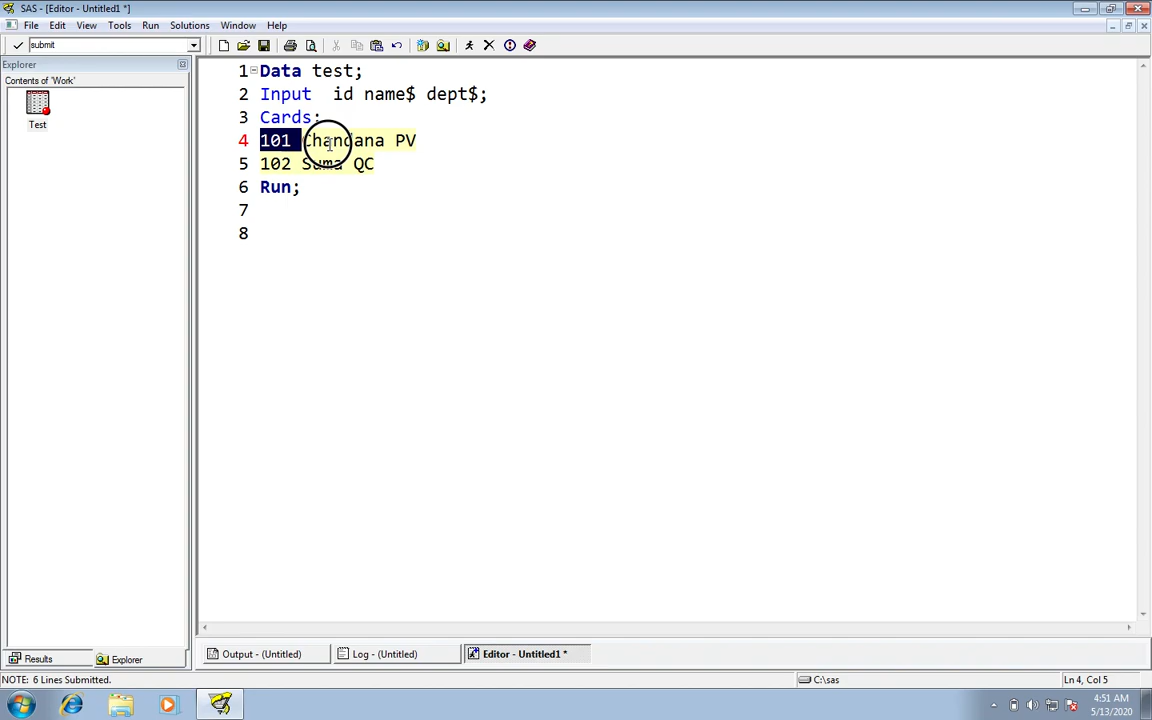 SAS - [Editor - Untitled1 *]
File Edit View Tools Run Solutions Window Help
submit
Explorer
Contents of 'Work'
Test
1 Data test;
2 Input id name$ dept$;
3 Cards;
4 101 Chandana PV
5 102 Suma QC
6 Run;
7
8
Results Explorer
Output - (Untitled) Log - (Untitled) Editor - Untitled1 *
NOTE: 6 Lines Submitted. C:\sas Ln 4, Col 5
4:51 AM
5/13/2020